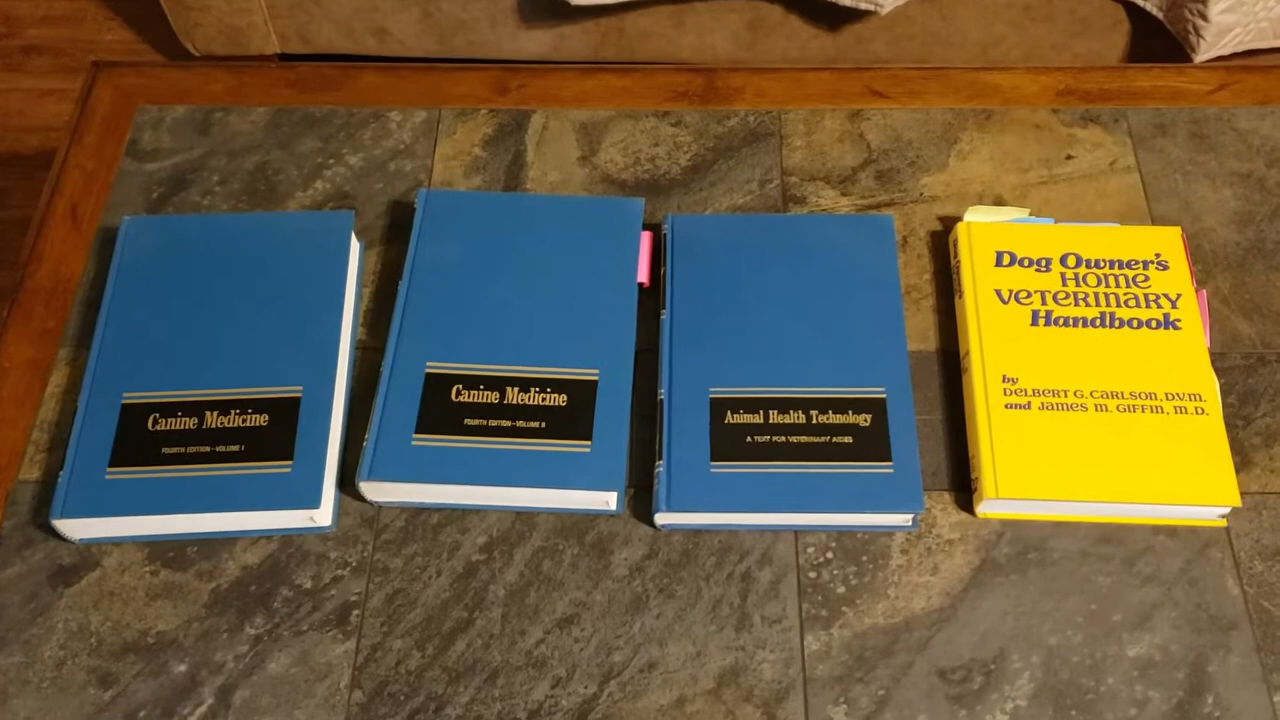 Canine Medicine
FOURTH EDITION–VOLUME I
Canine Medicine
FOURTH EDITION–VOLUME II
Animal Health Technology
A TEXT FOR VETERINARY AIDES
Dog Owner's
HOME
VETERINARY
Handbook
by
DELBERT G. CARLSON, D.V.M.
and JAMES M. GIFFIN, M.D.